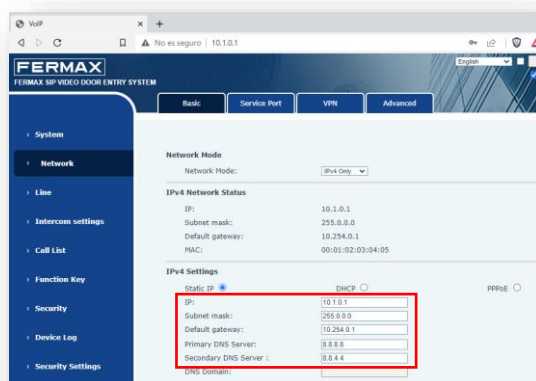 VoIP
No es seguro | 10.1.0.1
FERMAX
FERMAX SIP VIDEO DOOR ENTRY SYSTEM
English
Basic Service Port VPN Advanced
› System
› Network
› Line
› Intercom settings
› Call List
› Function Key
› Security
› Device Log
› Security Settings
Network Mode
Network Mode: IPv4 Only
IPv4 Network Status
IP: 10.1.0.1
Subnet mask: 255.0.0.0
Default gateway: 10.254.0.1
MAC: 00:01:02:03:04:05
IPv4 Settings
Static IP DHCP PPPoE
IP: 10.1.0.1
Subnet mask: 255.0.0.0
Default gateway: 10.254.0.1
Primary DNS Server: 8.8.8.8
Secondary DNS Server : 8.8.4.4
DNS Domain: